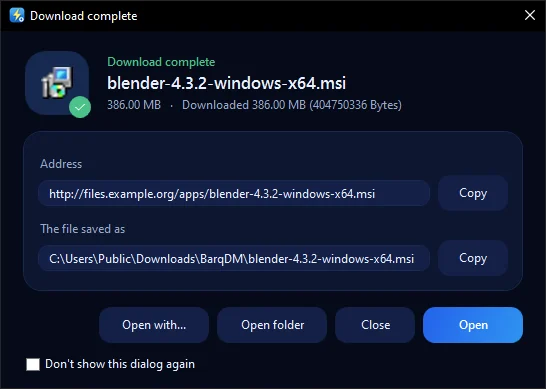 Download complete
Download complete
blender-4.3.2-windows-x64.msi
386.00 MB · Downloaded 386.00 MB (404750336 Bytes)
Address
http://files.example.org/apps/blender-4.3.2-windows-x64.msi
Copy
The file saved as
C:\Users\Public\Downloads\BarqDM\blender-4.3.2-windows-x64.msi
Copy
Open with...
Open folder
Close
Open
Don't show this dialog again